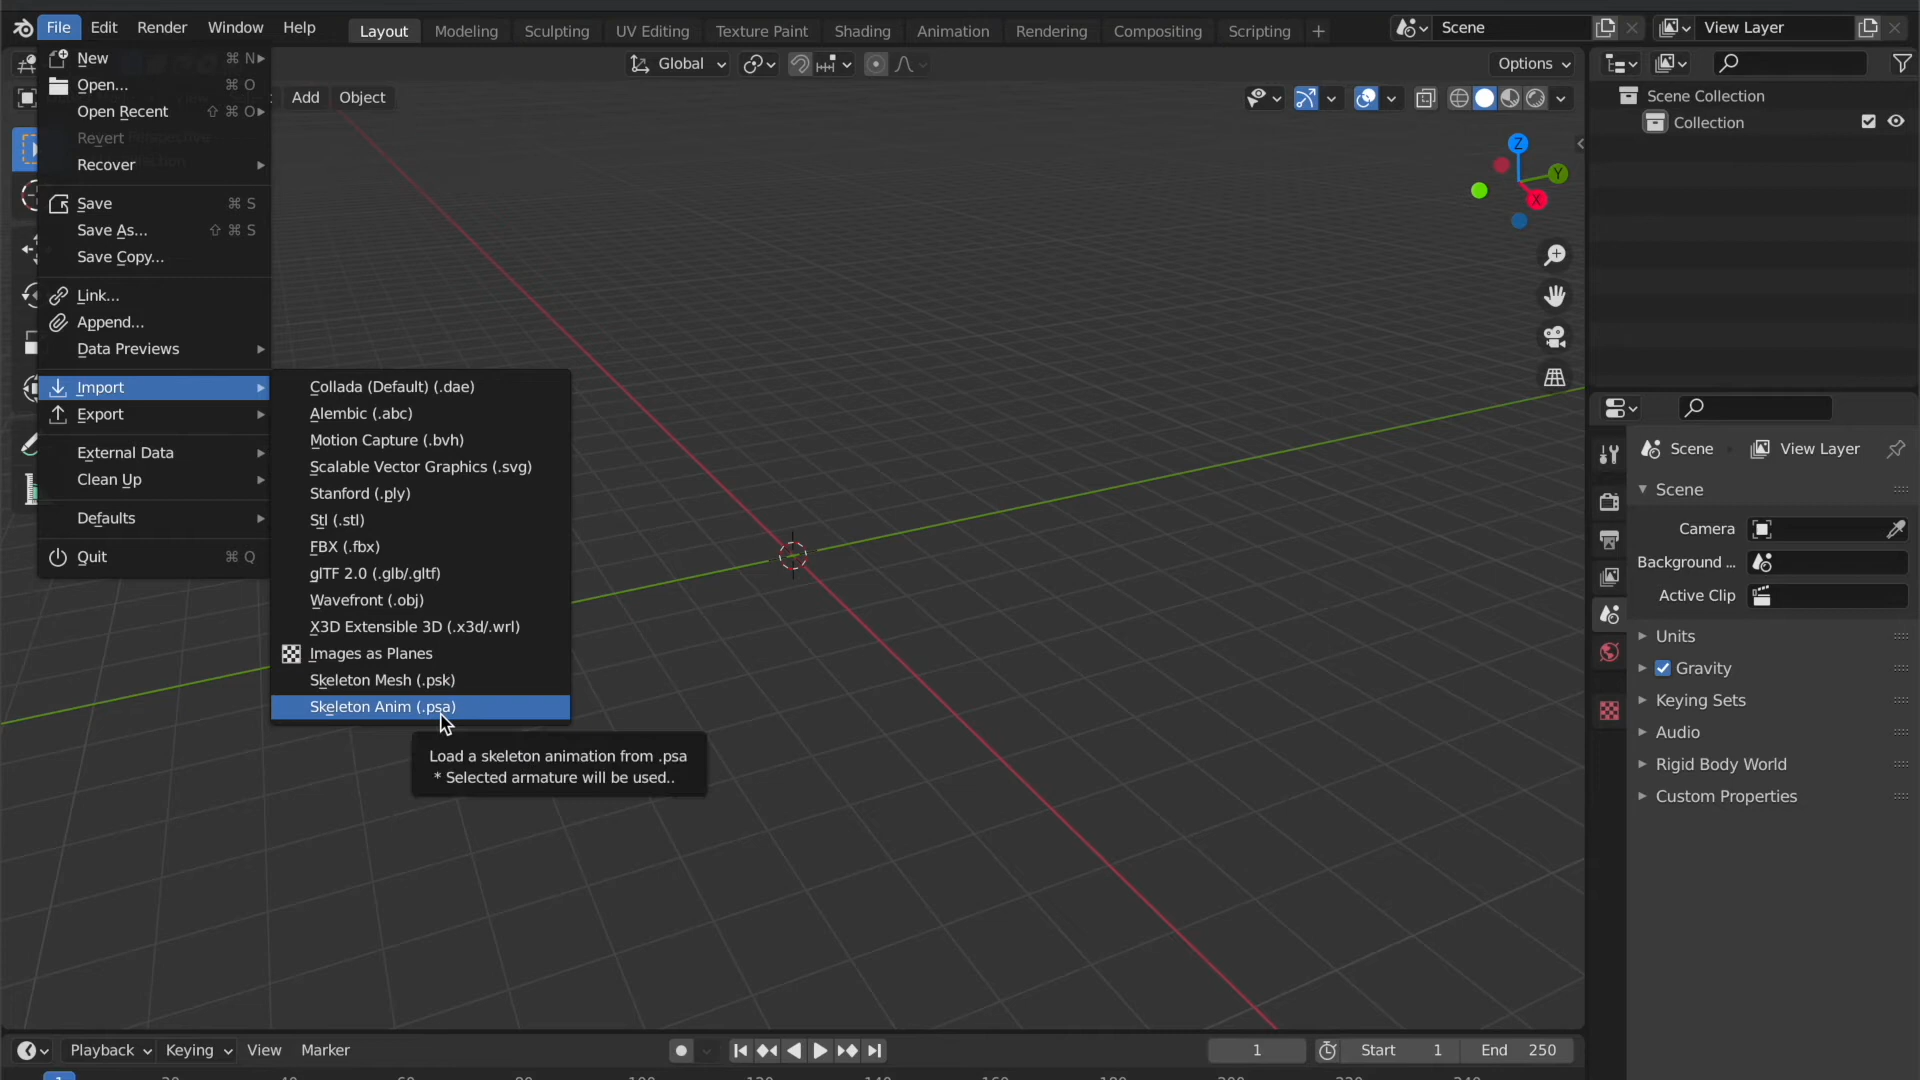 File Edit Render Window Help Layout Modeling Sculpting UV Editing Texture Paint Shading Animation Rendering Compositing Scripting + Scene View Layer
New ⌘ N
Open... ⌘ O
Open Recent ⇧ ⌘ O
Revert
Recover
Save ⌘ S
Save As... ⇧ ⌘ S
Save Copy...
Link...
Append...
Data Previews
Import
Export
External Data
Clean Up
Defaults
Quit ⌘ Q
Global
Options
Add Object
Collada (Default) (.dae)
Alembic (.abc)
Motion Capture (.bvh)
Scalable Vector Graphics (.svg)
Stanford (.ply)
Stl (.stl)
FBX (.fbx)
glTF 2.0 (.glb/.gltf)
Wavefront (.obj)
X3D Extensible 3D (.x3d/.wrl)
Images as Planes
Skeleton Mesh (.psk)
Skeleton Anim (.psa)
Load a skeleton animation from .psa
* Selected armature will be used..
Z
Y
X
Scene Collection
Collection
Scene View Layer
Scene
Camera
Background ...
Active Clip
Units
Gravity
Keying Sets
Audio
Rigid Body World
Custom Properties
Playback Keying View Marker 1 Start 1 End 250